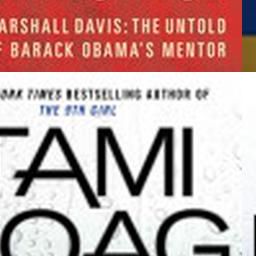 ARSHALL DAVIS: THE UNTOLD
F BARACK OBAMA'S MENTOR
ORK TIMES BESTSELLING AUTHOR OF
THE 9TH GIRL
TAMI
OAG